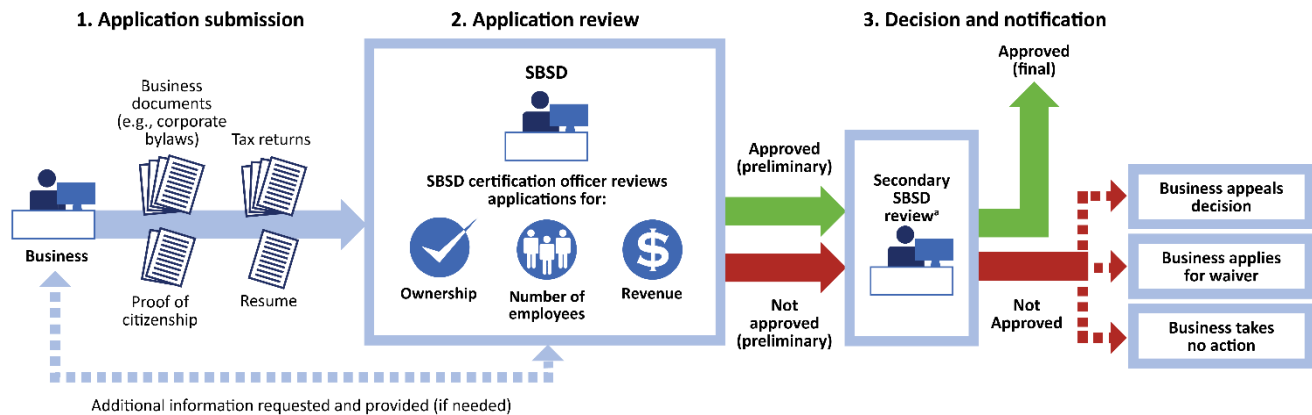 1. Application submission
Business
documents
(e.g., corporate
bylaws)
Tax returns
Business
Proof of
citizenship
Resume
2. Application review
SBSD
SBSD certification officer reviews
applications for:
Ownership
Number of
employees
$
Revenue
Additional information requested and provided (if needed)
Approved
(preliminary)
Not
approved
(preliminary)
3. Decision and notification
Secondary
SBSD
reviewᵃ
Approved
(final)
Not
Approved
Business appeals
decision
Business applies
for waiver
Business takes
no action